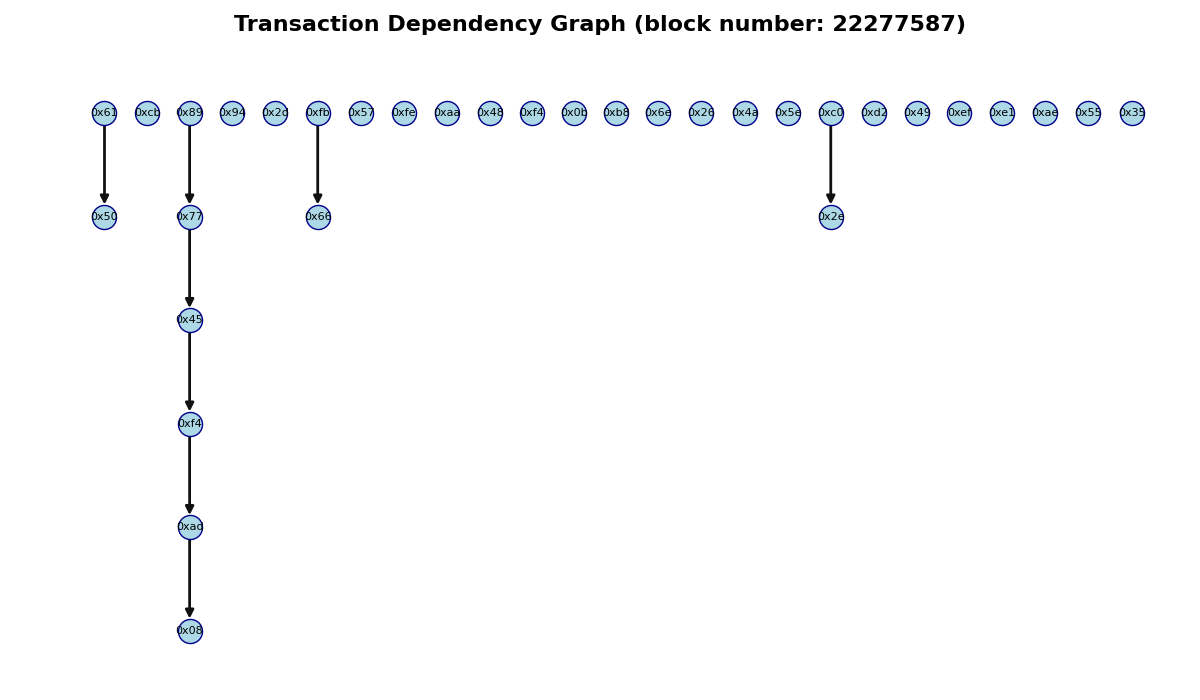 Transaction Dependency Graph (block number: 22277587)
0x61 0xcb 0x89 0x94 0x2d 0xfb 0x57 0xfe 0xaa 0x48 0xf4 0x0b 0xb8 0x6e 0x26 0x4a 0x5e 0xc0 0xd2 0x49 0xef 0xe1 0xae 0x55 0x35
0x50 0x77 0x66 0x2e
0x45
0xf4
0xad
0x08